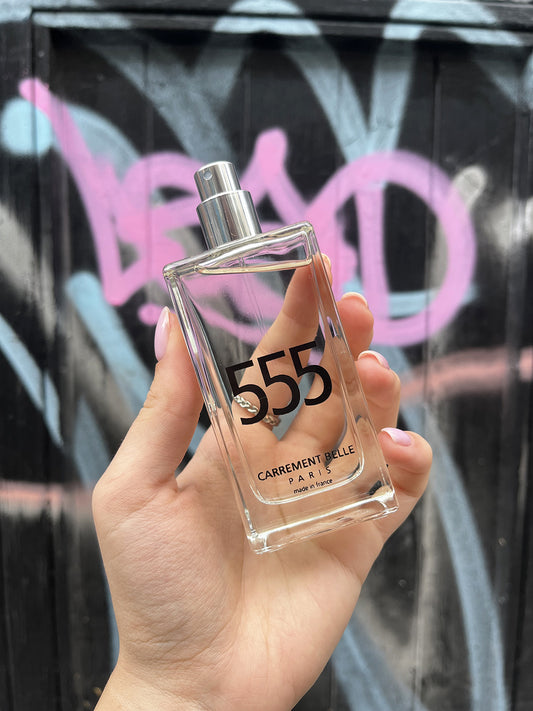 555
CARREMENT BELLE
PARIS
made in france